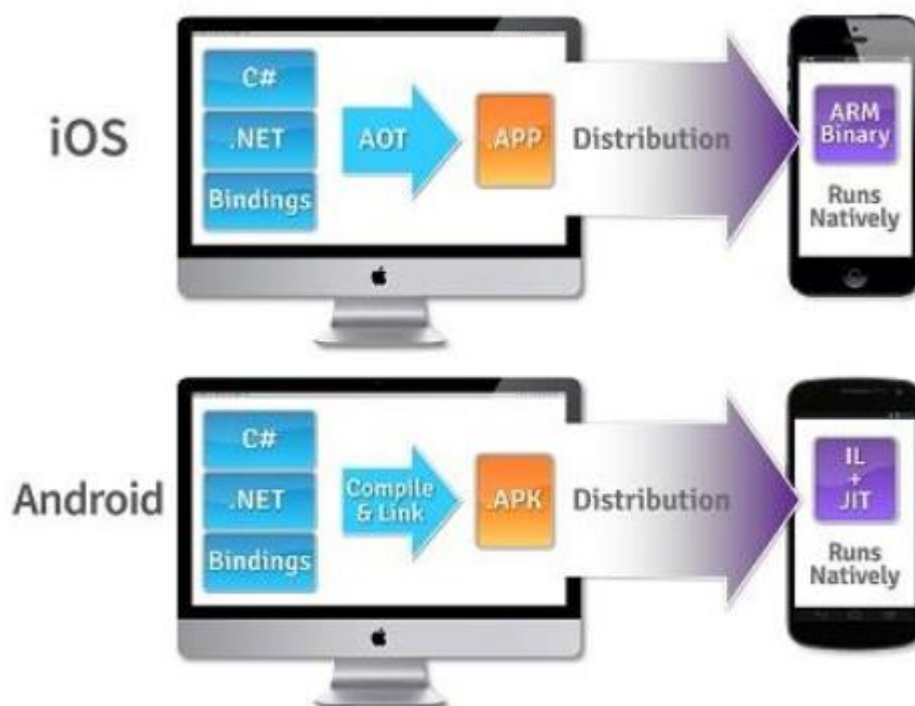 iOS
C#
.NET
Bindings
AOT
.APP
Distribution
ARM
Binary
Runs
Natively
Android
C#
.NET
Bindings
Compile
& Link
.APK
Distribution
IL
+
JIT
Runs
Natively